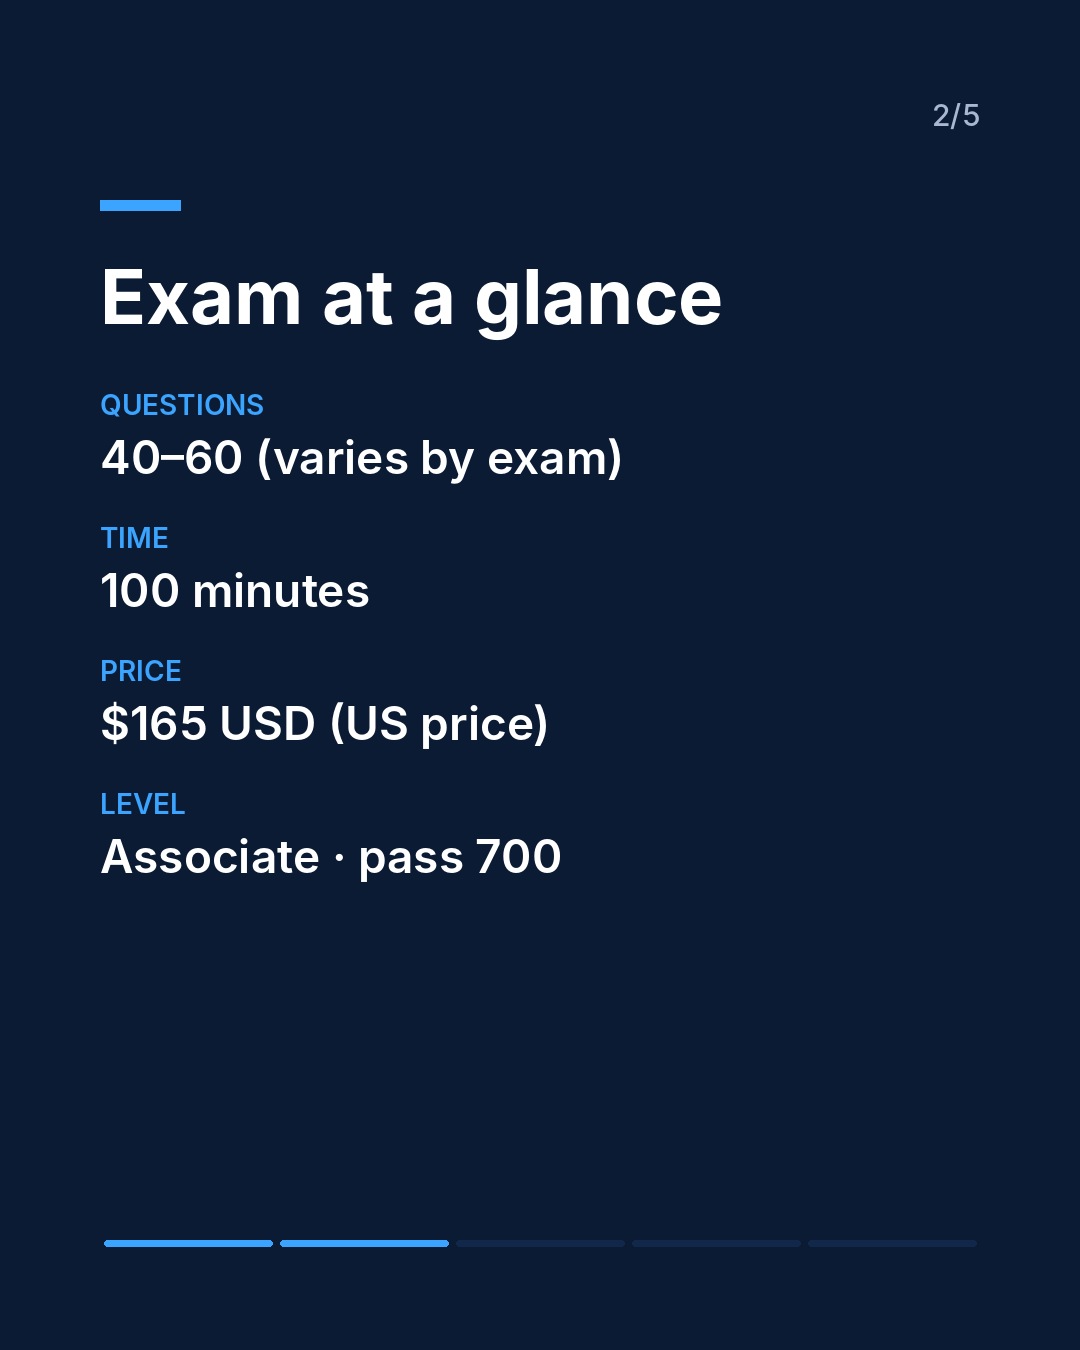 2/5
Exam at a glance
QUESTIONS
40–60 (varies by exam)
TIME
100 minutes
PRICE
$165 USD (US price)
LEVEL
Associate · pass 700